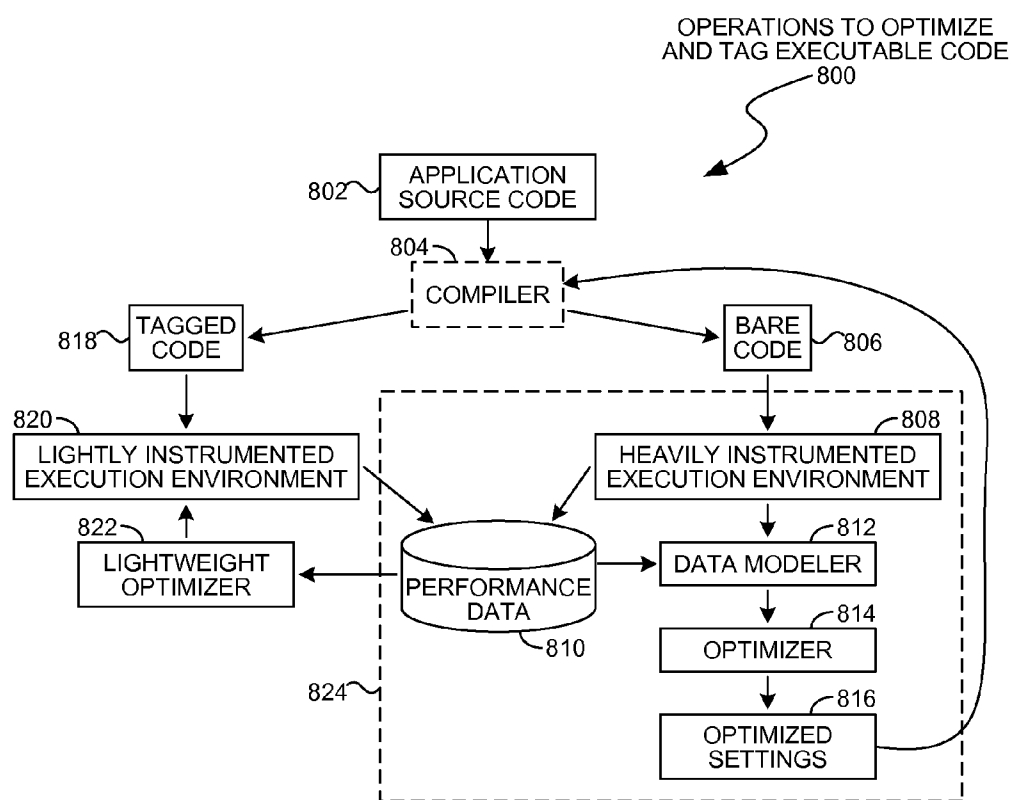 OPERATIONS TO OPTIMIZE
AND TAG EXECUTABLE CODE
800
802
APPLICATION
SOURCE CODE
804
COMPILER
818
TAGGED
CODE
BARE
CODE
806
820
LIGHTLY INSTRUMENTED
EXECUTION ENVIRONMENT
808
HEAVILY INSTRUMENTED
EXECUTION ENVIRONMENT
822
LIGHTWEIGHT
OPTIMIZER
PERFORMANCE
DATA
810
812
DATA MODELER
814
OPTIMIZER
824
816
OPTIMIZED
SETTINGS